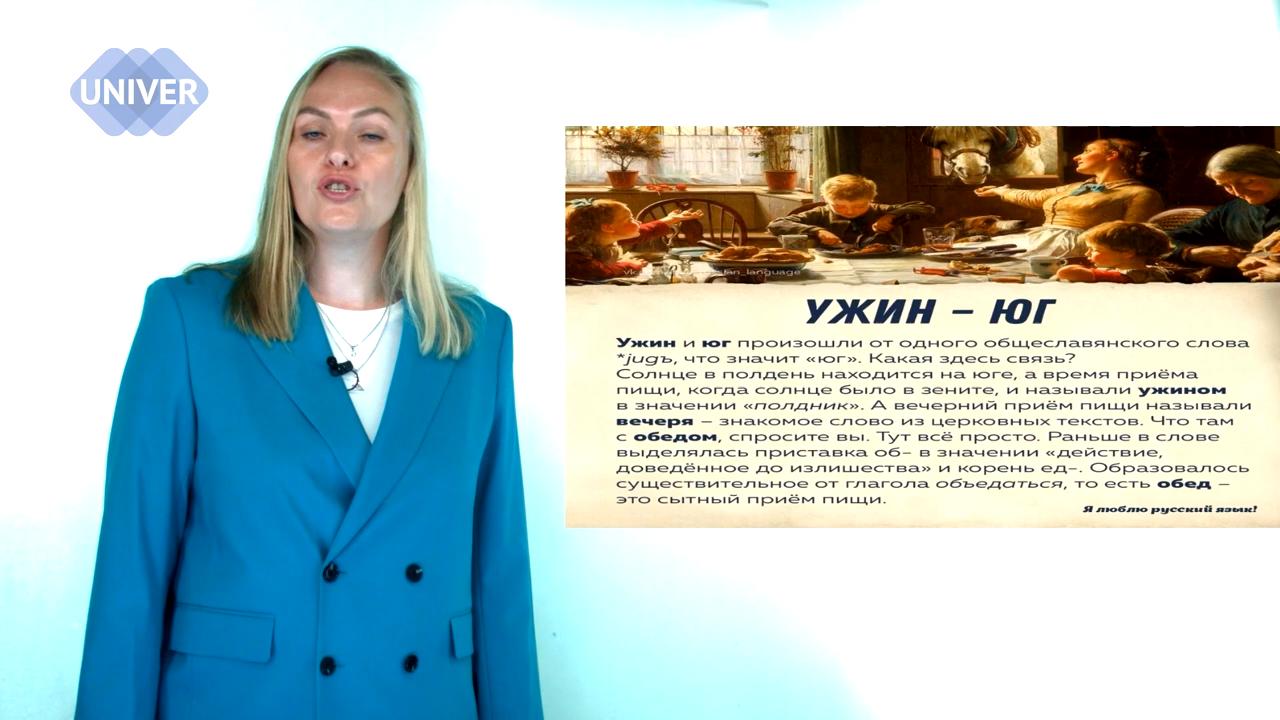 UNIVER
УЖИН – ЮГ
Ужин и юг произошли от одного общеславянского слова
*jugъ, что значит «юг». Какая здесь связь?
Солнце в полдень находится на юге, а время приёма
пищи, когда солнце было в зените, и называли ужином
в значении «полдник». А вечерний приём пищи называли
вечеря – знакомое слово из церковных текстов. Что там
с обедом, спросите вы. Тут всё просто. Раньше в слове
выделялась приставка об– в значении «действие,
доведённое до излишества» и корень ед–. Образовалось
существительное от глагола объедаться, то есть обед –
это сытный приём пищи.
Я люблю русский язык!